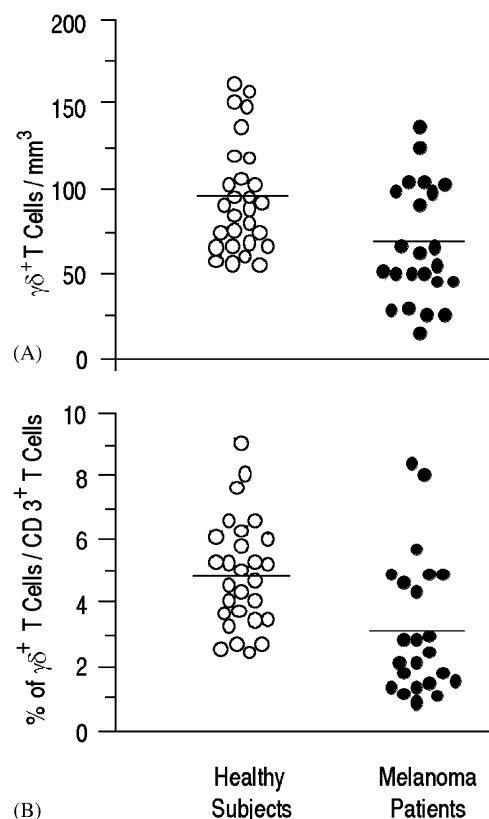 200
150
100
50
0
γδ+ T Cells / mm3
(A)
10
8
6
4
2
0
% of γδ+ T Cells / CD3+ T Cells
Healthy Subjects
Melanoma Patients
(B)